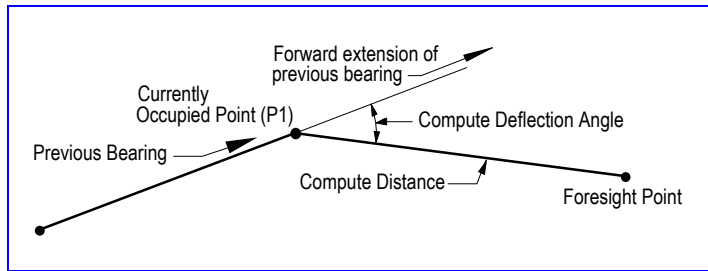 Forward extension of
previous bearing
Currently
Occupied Point (P1)
Compute Deflection Angle
Previous Bearing
Compute Distance
Foresight Point